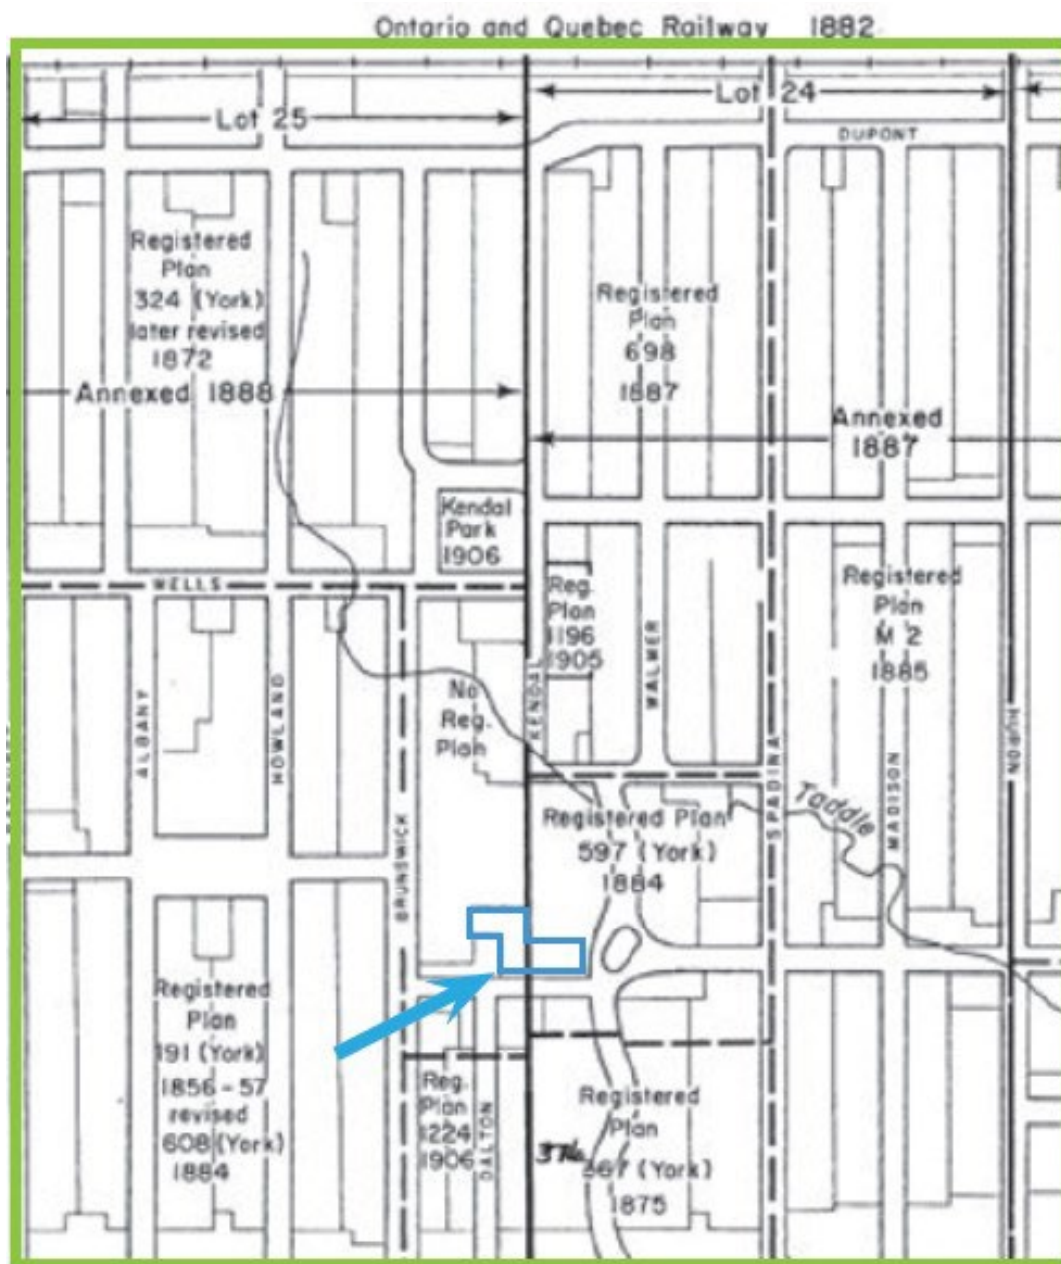 Ontario and Quebec Railway 1882
Lot 24
Lot 25
DUPONT
Registered
Plan
324 (York)
later revised
1872
Annexed 1888
Registered
Plan
698
1887
Annexed
1887
Kendal
Park
1906
WELLS
Reg.
Plan
1196
1905
Registered
Plan
M 2
1885
ALBANY
HOWLAND
BRUNSWICK
No
Reg.
Plan
KENDAL
WALMER
SPADINA
MADISON
HURON
Taddle
Registered Plan
597 (York)
1884
Registered
Plan
191 (York)
1856-57
revised
608 (York)
1884
Reg.
Plan
1224
1906
DALTON
Registered
Plan
367 (York)
1875